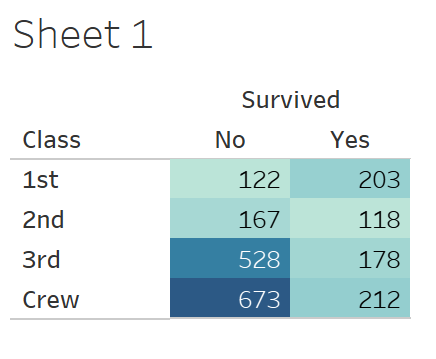 Sheet 1
Survived
Class No Yes
1st 122 203
2nd 167 118
3rd 528 178
Crew 673 212